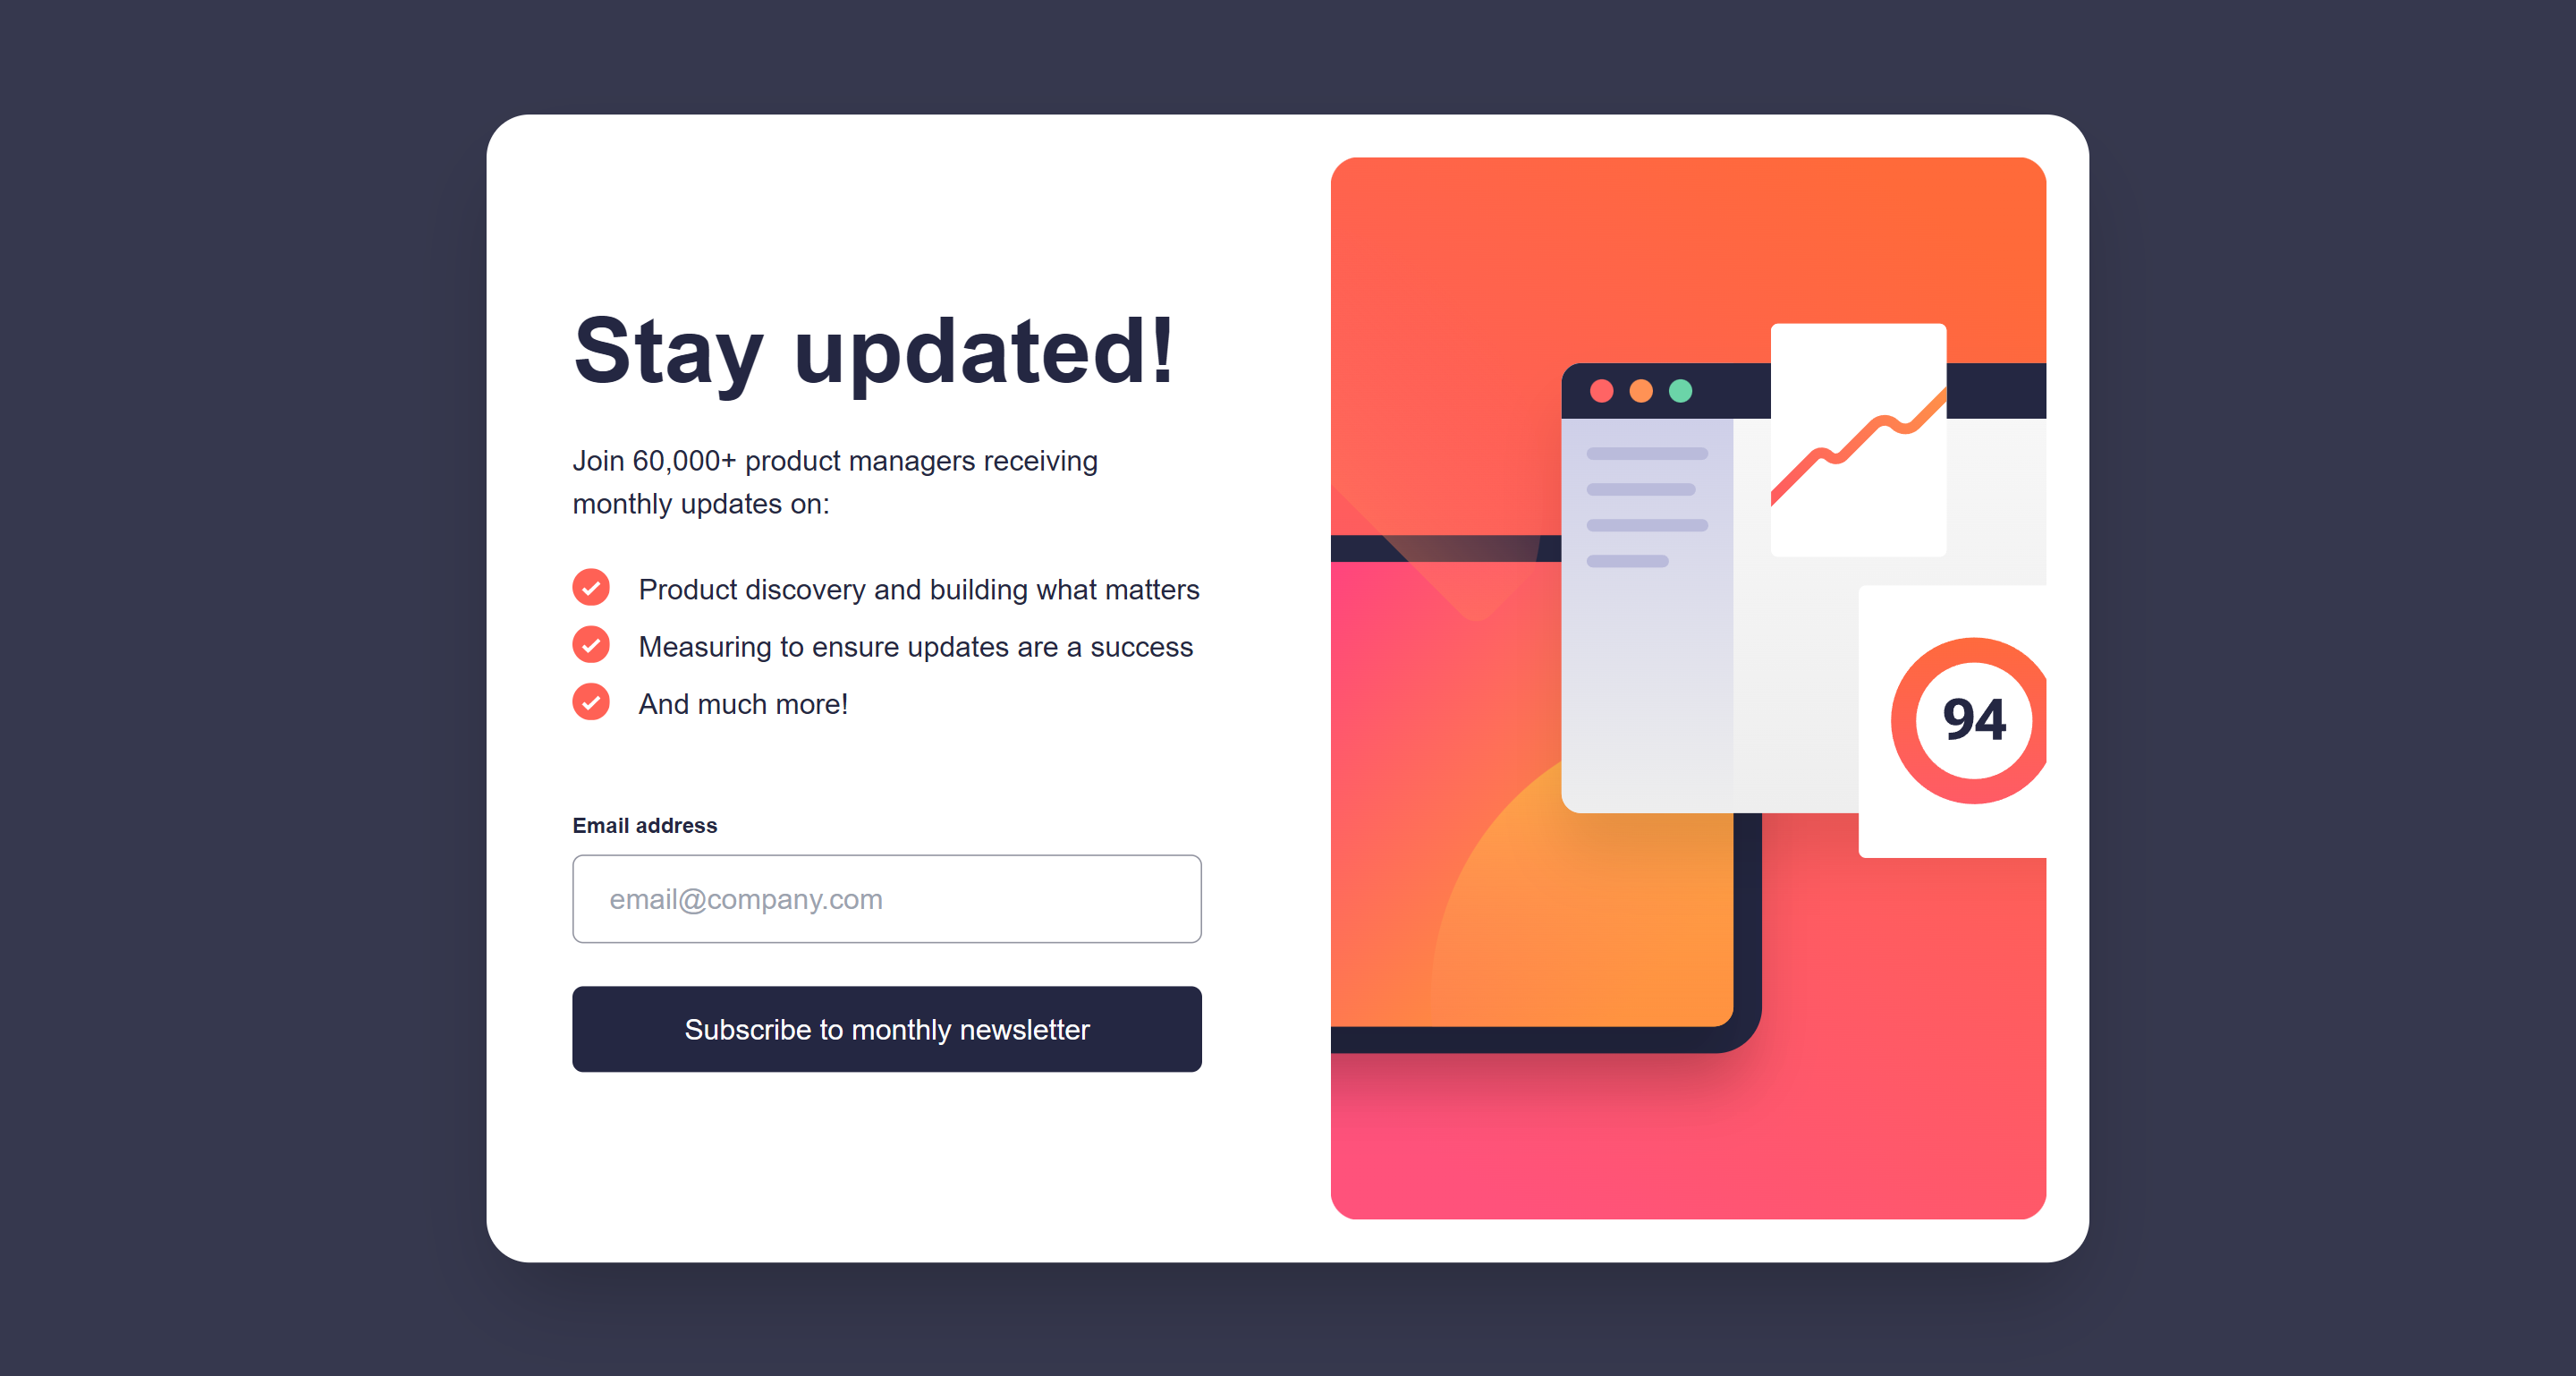 Stay updated!
Join 60,000+ product managers receiving
monthly updates on:
Product discovery and building what matters
Measuring to ensure updates are a success
And much more!
Email address
email@company.com
Subscribe to monthly newsletter
94